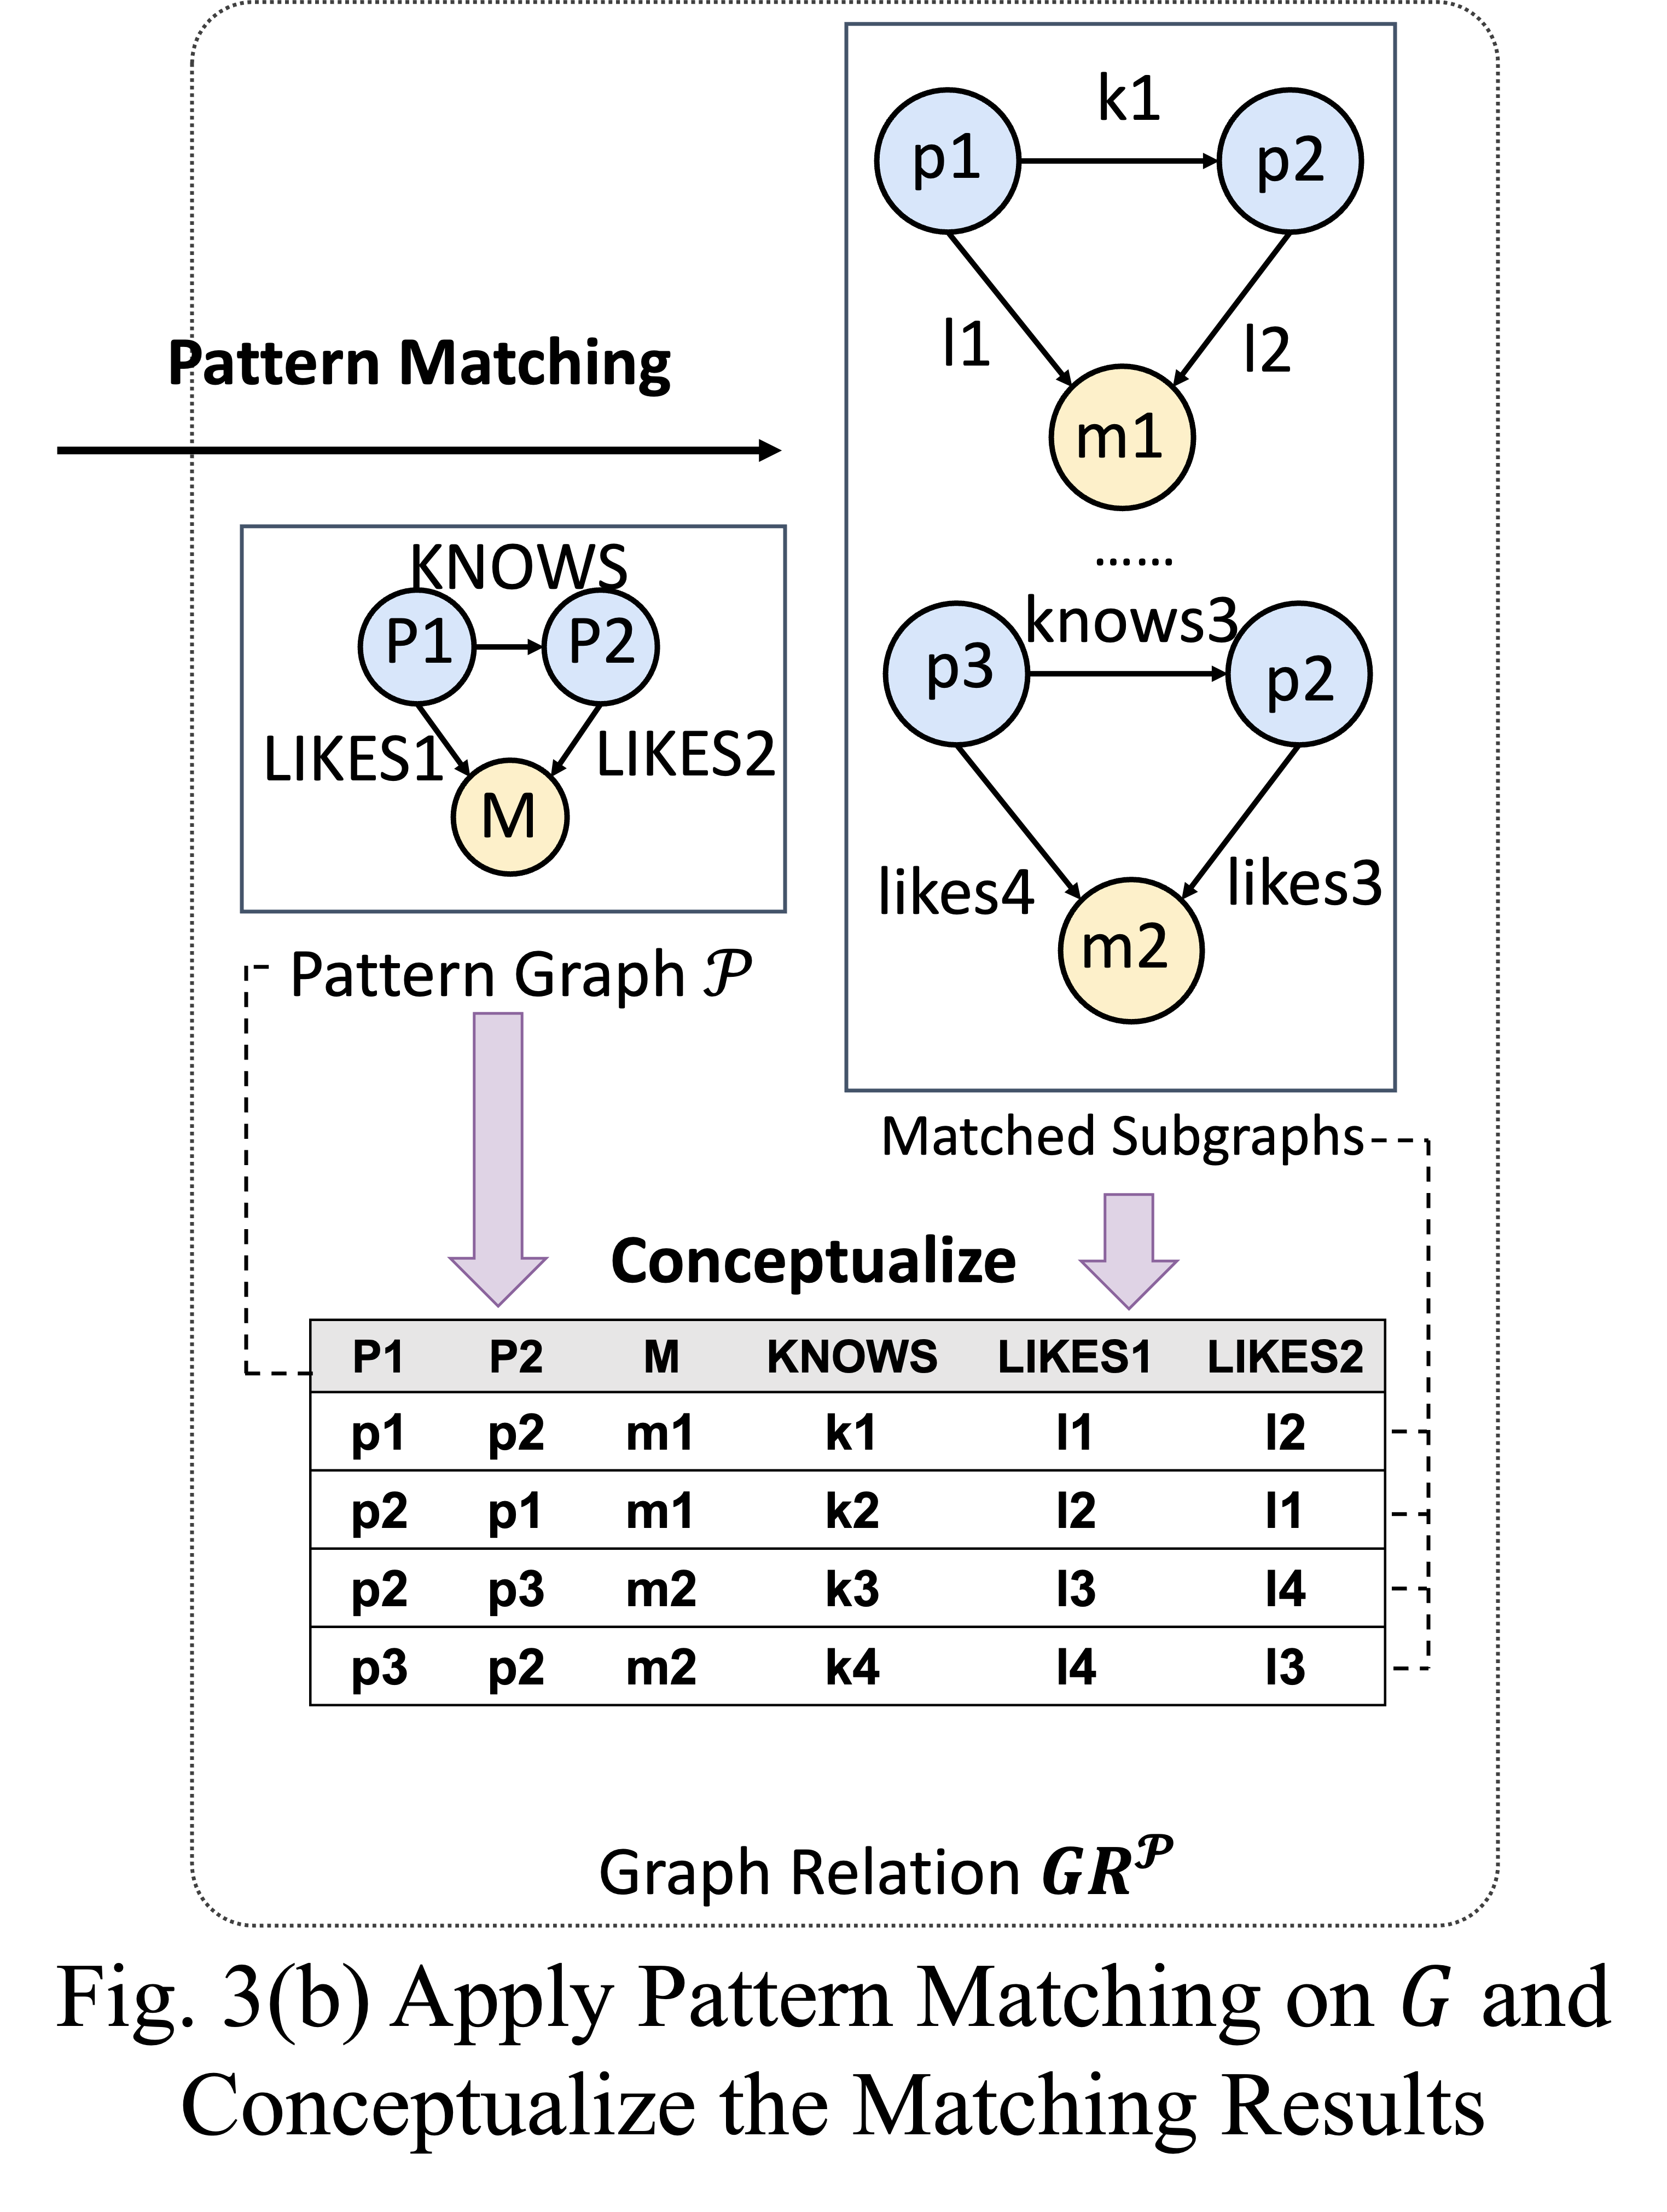 Pattern Matching
KNOWS
P1 P2
LIKES1 LIKES2
M
Pattern Graph 𝒫
k1
p1 p2
l1 l2
m1
......
knows3
p3 p2
likes4 likes3
m2
Matched Subgraphs
Conceptualize
P1 P2 M KNOWS LIKES1 LIKES2
p1 p2 m1 k1 l1 l2
p2 p1 m1 k2 l2 l1
p2 p3 m2 k3 l3 l4
p3 p2 m2 k4 l4 l3
Graph Relation GR^𝒫
Fig. 3(b) Apply Pattern Matching on G and
Conceptualize the Matching Results